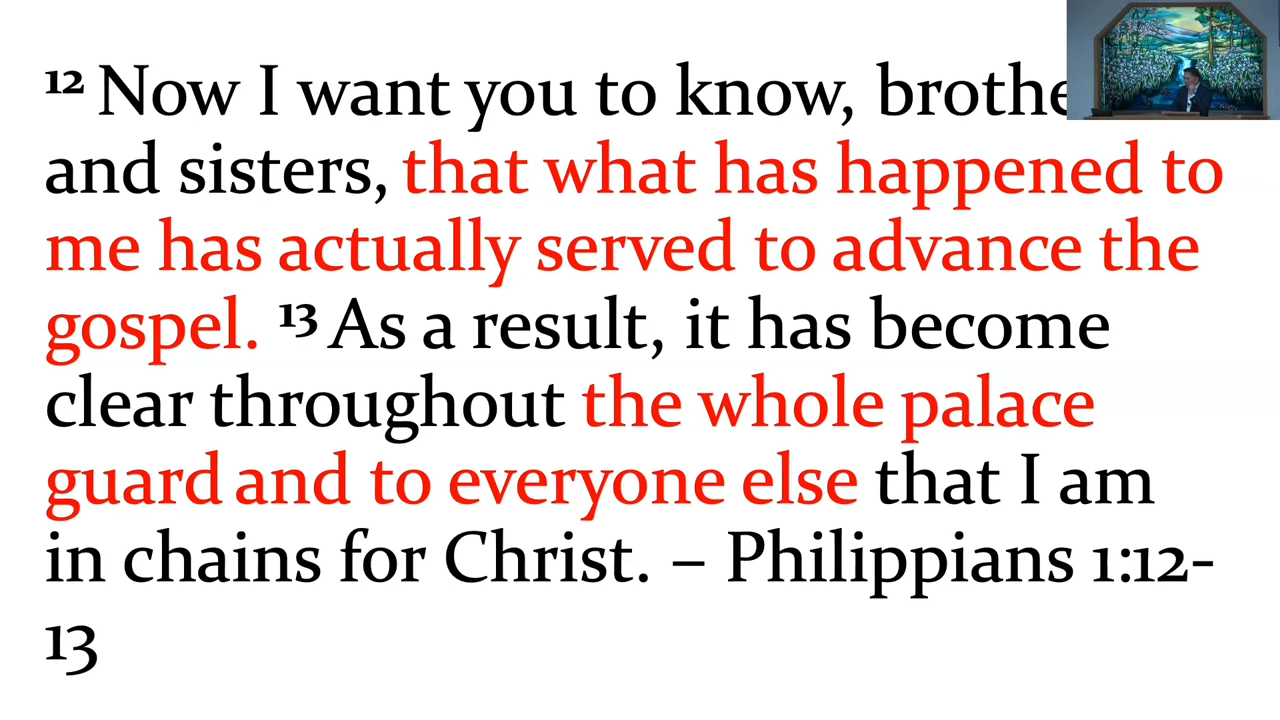 ¹² Now I want you to know,
and sisters, that what has happened to
me has actually served to advance the
gospel. ¹³ As a result, it has become
clear throughout the whole palace
guard and to everyone else that I am
in chains for Christ. – Philippians 1:12-
13